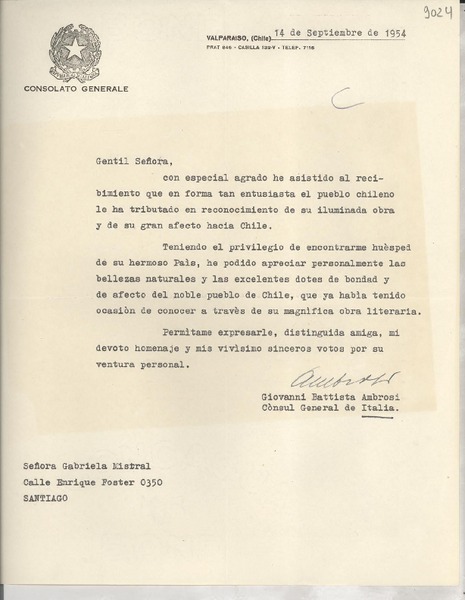 9024
VALPARAISO, (Chile) 14 de Septiembre de 1954
PRAT 846 - CASILLA 129-V - TELEF. 7156
CONSOLATO GENERALE
C
Gentil Señora,
con especial agrado he asistido al reci-
bimiento que en forma tan entusiasta el pueblo chileno
le ha tributado en reconocimiento de su iluminada obra
y de su gran afecto hacia Chile.
Teniendo el privilegio de encontrarme huèsped
de su hermoso Paìs, he podido apreciar personalmente las
bellezas naturales y las excelentes dotes de bondad y
de afecto del noble pueblo de Chile, que ya habìa tenido
ocasiòn de conocer a travès de su magnìfica obra literaria.
Permìtame expresarle, distinguida amiga, mi
devoto homenaje y mis vivìsimo sinceros votos por su
ventura personal.
Ambrosi
Giovanni Battista Ambrosi
Cònsul General de Italia.
Señora Gabriela Mistral
Calle Enrique Foster 0350
SANTIAGO